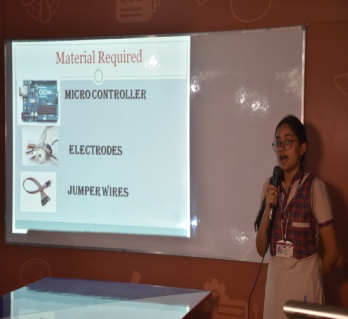 Material Required
MICRO CONTROLLER
ELECTRODES
JUMPER WIRES